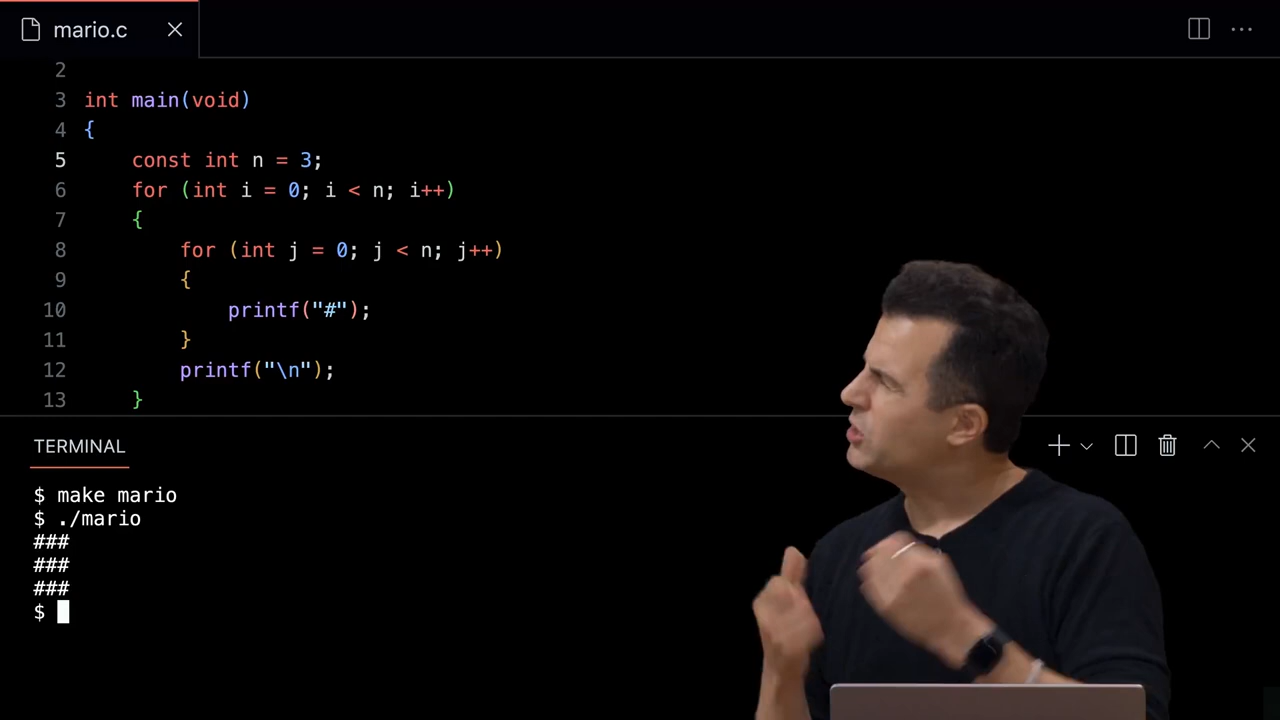 mario.c
2
3 int main(void)
4 {
5     const int n = 3;
6     for (int i = 0; i < n; i++)
7     {
8         for (int j = 0; j < n; j++)
9         {
10             printf("#");
11         }
12         printf("\n");
13     }
TERMINAL
$ make mario
$ ./mario
###
###
###
$